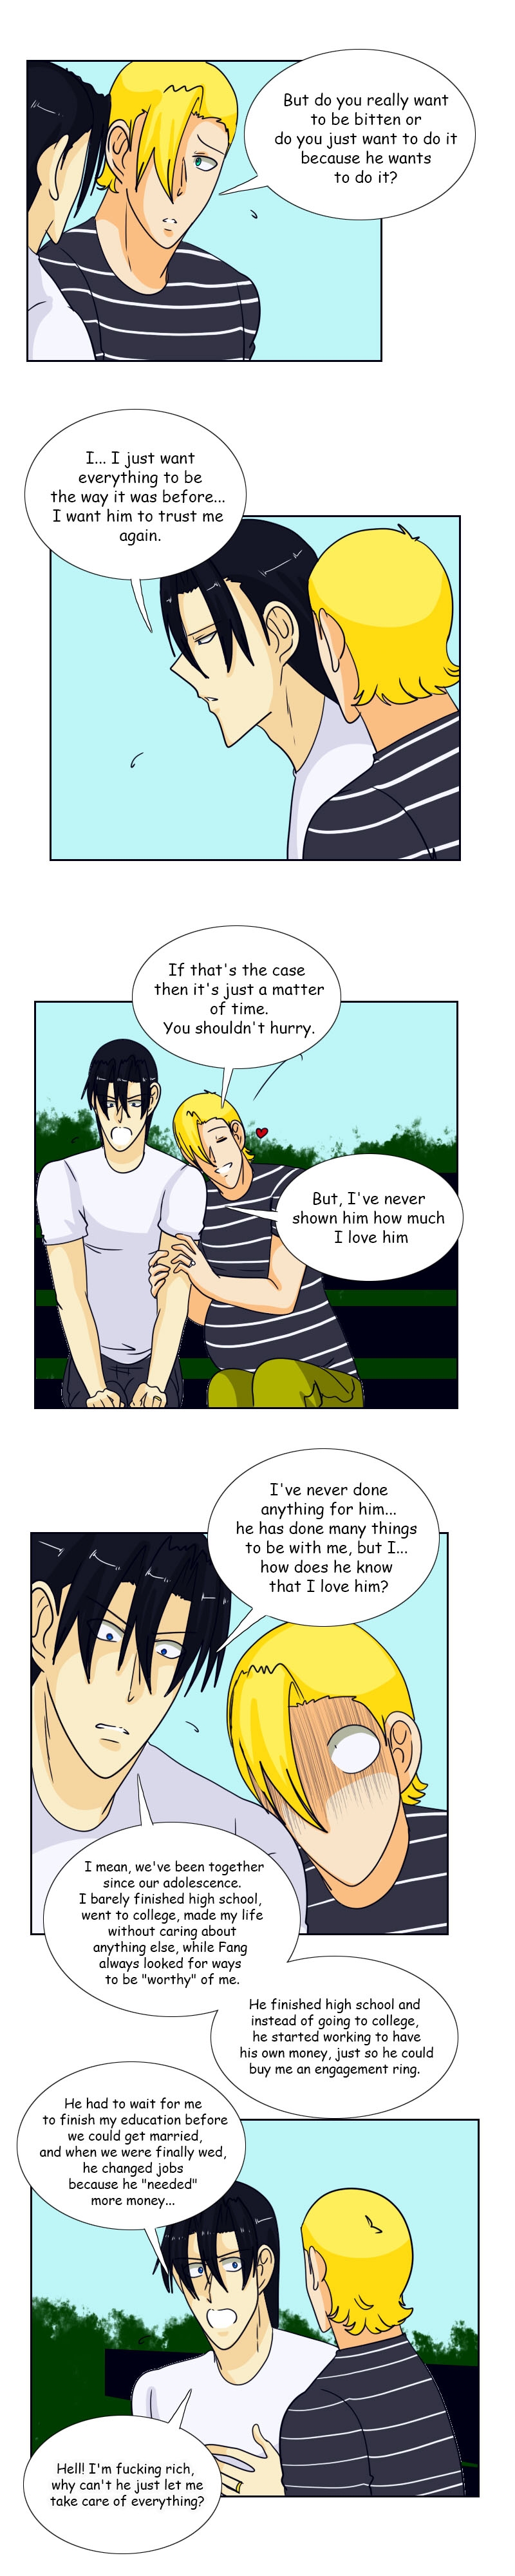 But do you really want
to be bitten or
do you just want to do it
because he wants
to do it?
I... I just want
everything to be
the way it was before...
I want him to trust me
again.
If that's the case
then it's just a matter
of time.
You shouldn't hurry.
But, I've never
shown him how much
I love him
I've never done
anything for him...
he has done many things
to be with me, but I...
how does he know
that I love him?
I mean, we've been together
since our adolescence.
I barely finished high school,
went to college, made my life
without caring about
anything else, while Fang
always looked for ways
to be "worthy" of me.
He finished high school and
instead of going to college,
he started working to have
his own money, just so he could
buy me an engagement ring.
He had to wait for me
to finish my education before
we could get married,
and when we were finally wed,
he changed jobs
because he "needed"
more money...
Hell! I'm fucking rich,
why can't he just let me
take care of everything?